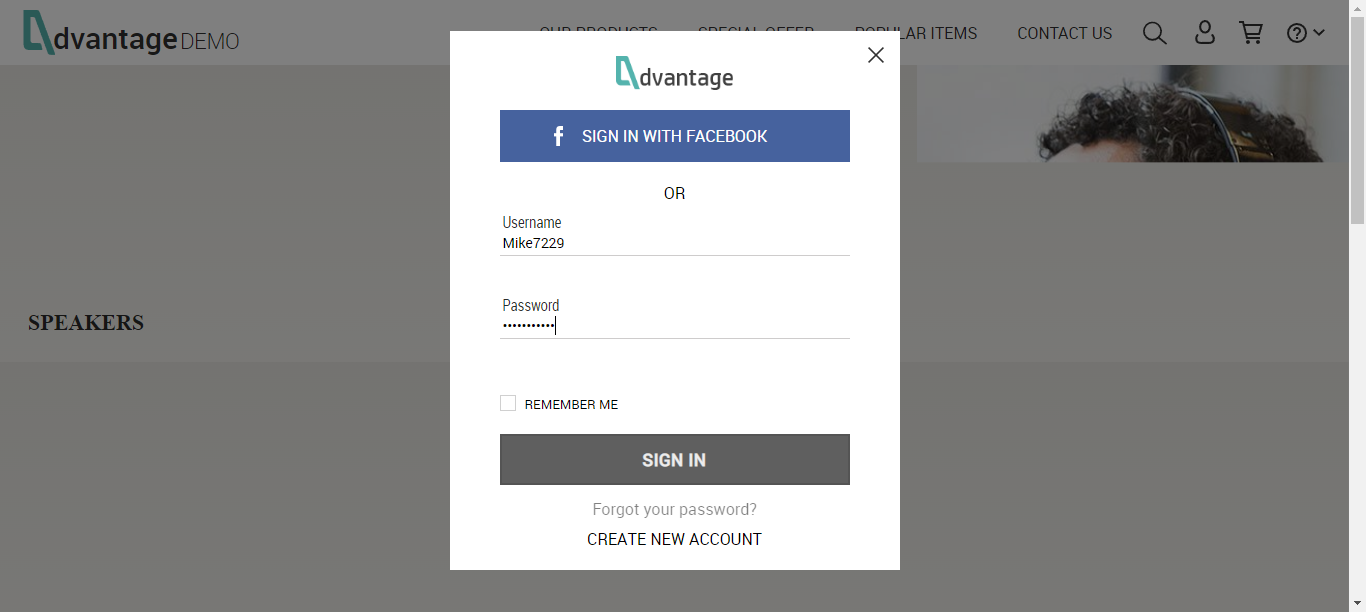 dvantage DEMO
OUR PRODUCTS SPECIAL OFFER POPULAR ITEMS CONTACT US
dvantage
f SIGN IN WITH FACEBOOK
OR
Username
Mike7229
Password
•••••••••••
REMEMBER ME
SIGN IN
Forgot your password?
CREATE NEW ACCOUNT
SPEAKERS